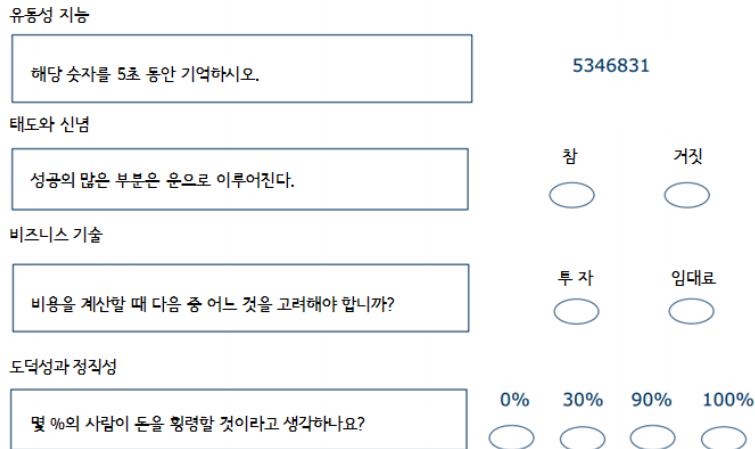 유동성 지능
해당 숫자를 5초 동안 기억하시오.
5346831
태도와 신념
참 거짓
성공의 많은 부분은 운으로 이루어진다.
비즈니스 기술
투 자 임대료
비용을 계산할 때 다음 중 어느 것을 고려해야 합니까?
도덕성과 정직성
0% 30% 90% 100%
몇 %의 사람이 돈을 횡령할 것이라고 생각하나요?